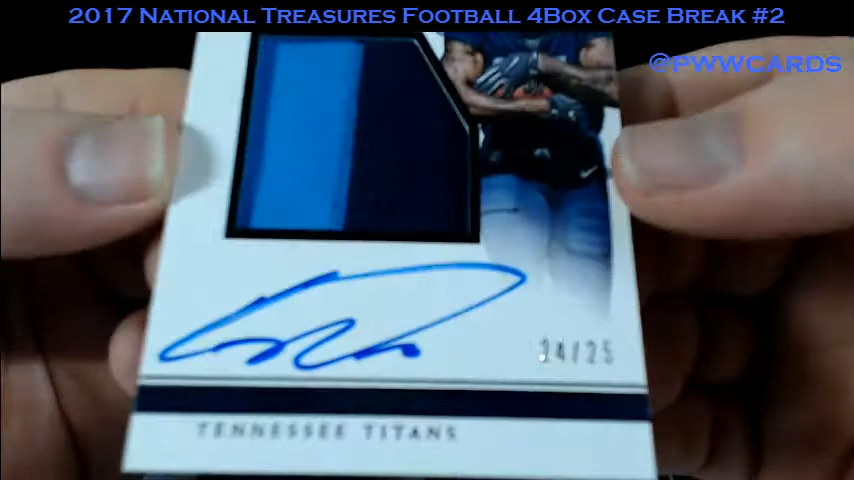 2017 National Treasures Football 4Box Case Break #2
@pwwcards
24/25
TENNESSEE TITANS